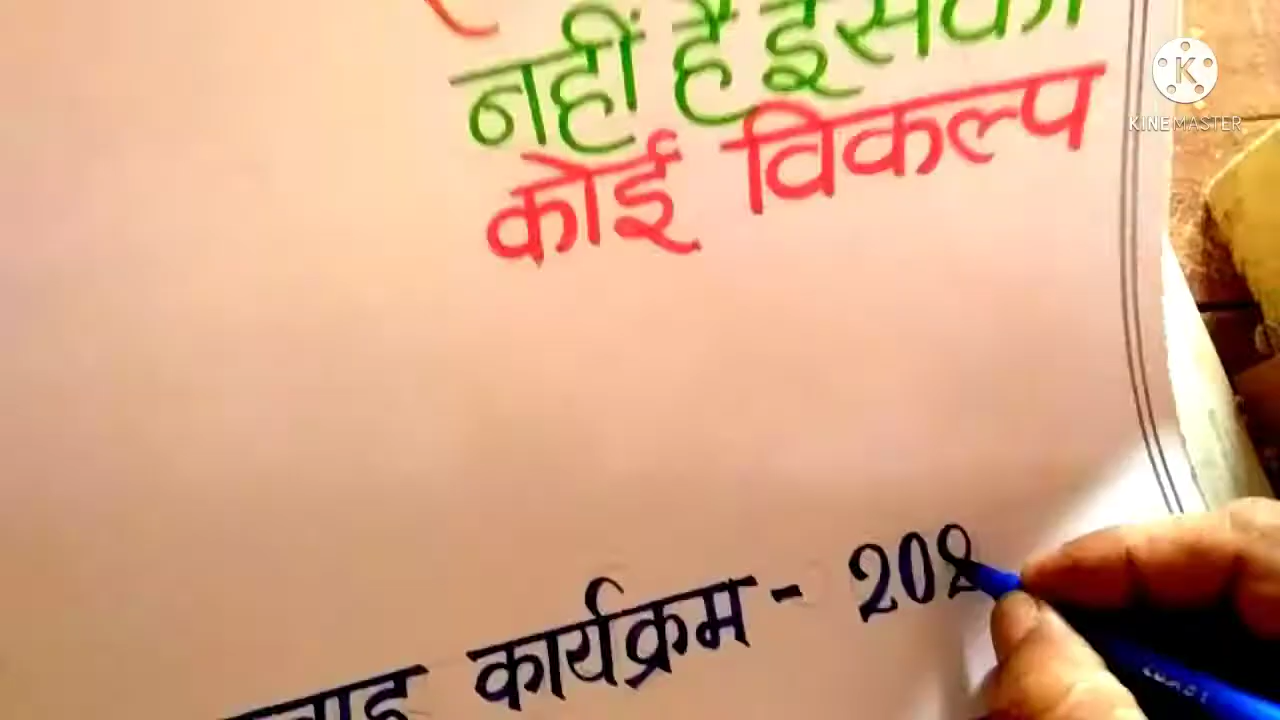 नहीं है इसका
कोई विकल्प
कार्यक्रम - 202
KINEMASTER